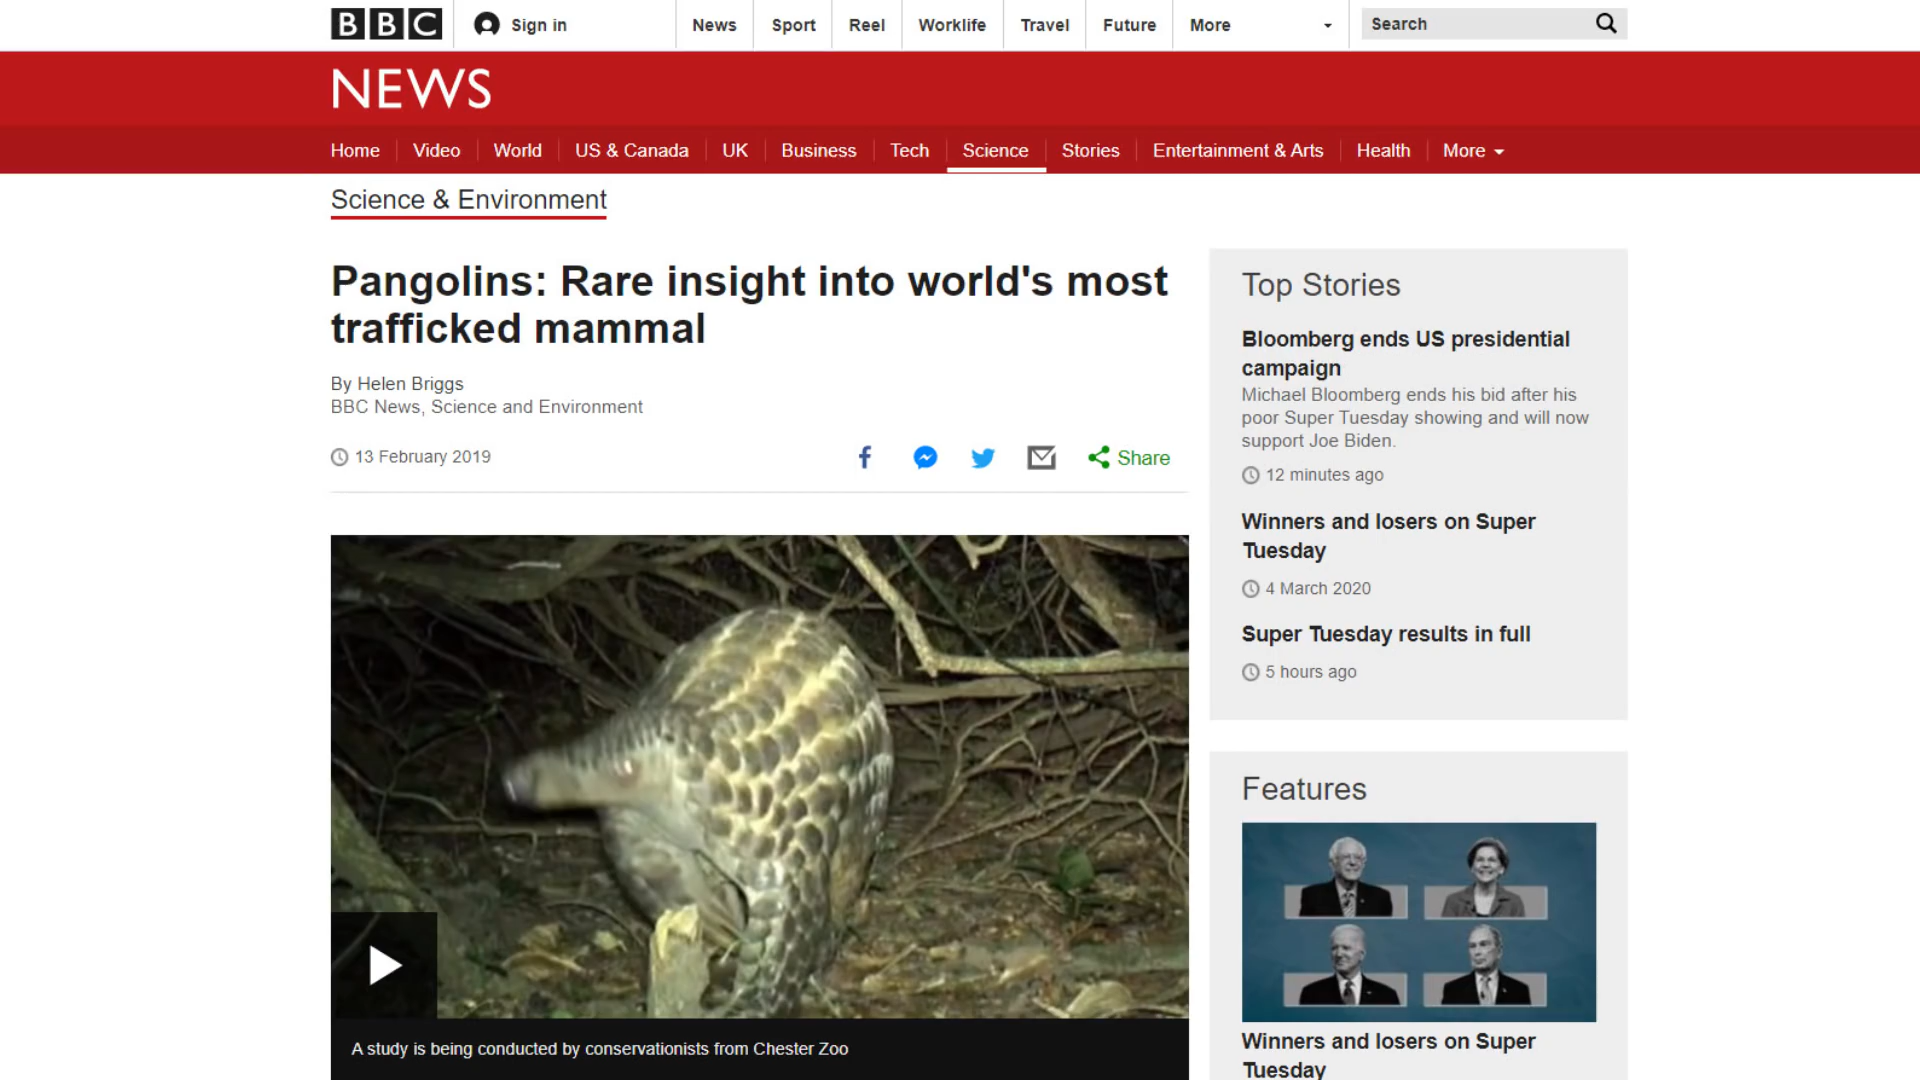 BBC
Sign in
News
Sport
Reel
Worklife
Travel
Future
More
Search
NEWS
Home
Video
World
US & Canada
UK
Business
Tech
Science
Stories
Entertainment & Arts
Health
More
Science & Environment
Pangolins: Rare insight into world's most
trafficked mammal
By Helen Briggs
BBC News, Science and Environment
13 February 2019
Share
A study is being conducted by conservationists from Chester Zoo
Top Stories
Bloomberg ends US presidential
campaign
Michael Bloomberg ends his bid after his
poor Super Tuesday showing and will now
support Joe Biden.
12 minutes ago
Winners and losers on Super
Tuesday
4 March 2020
Super Tuesday results in full
5 hours ago
Features
Winners and losers on Super
Tuesday